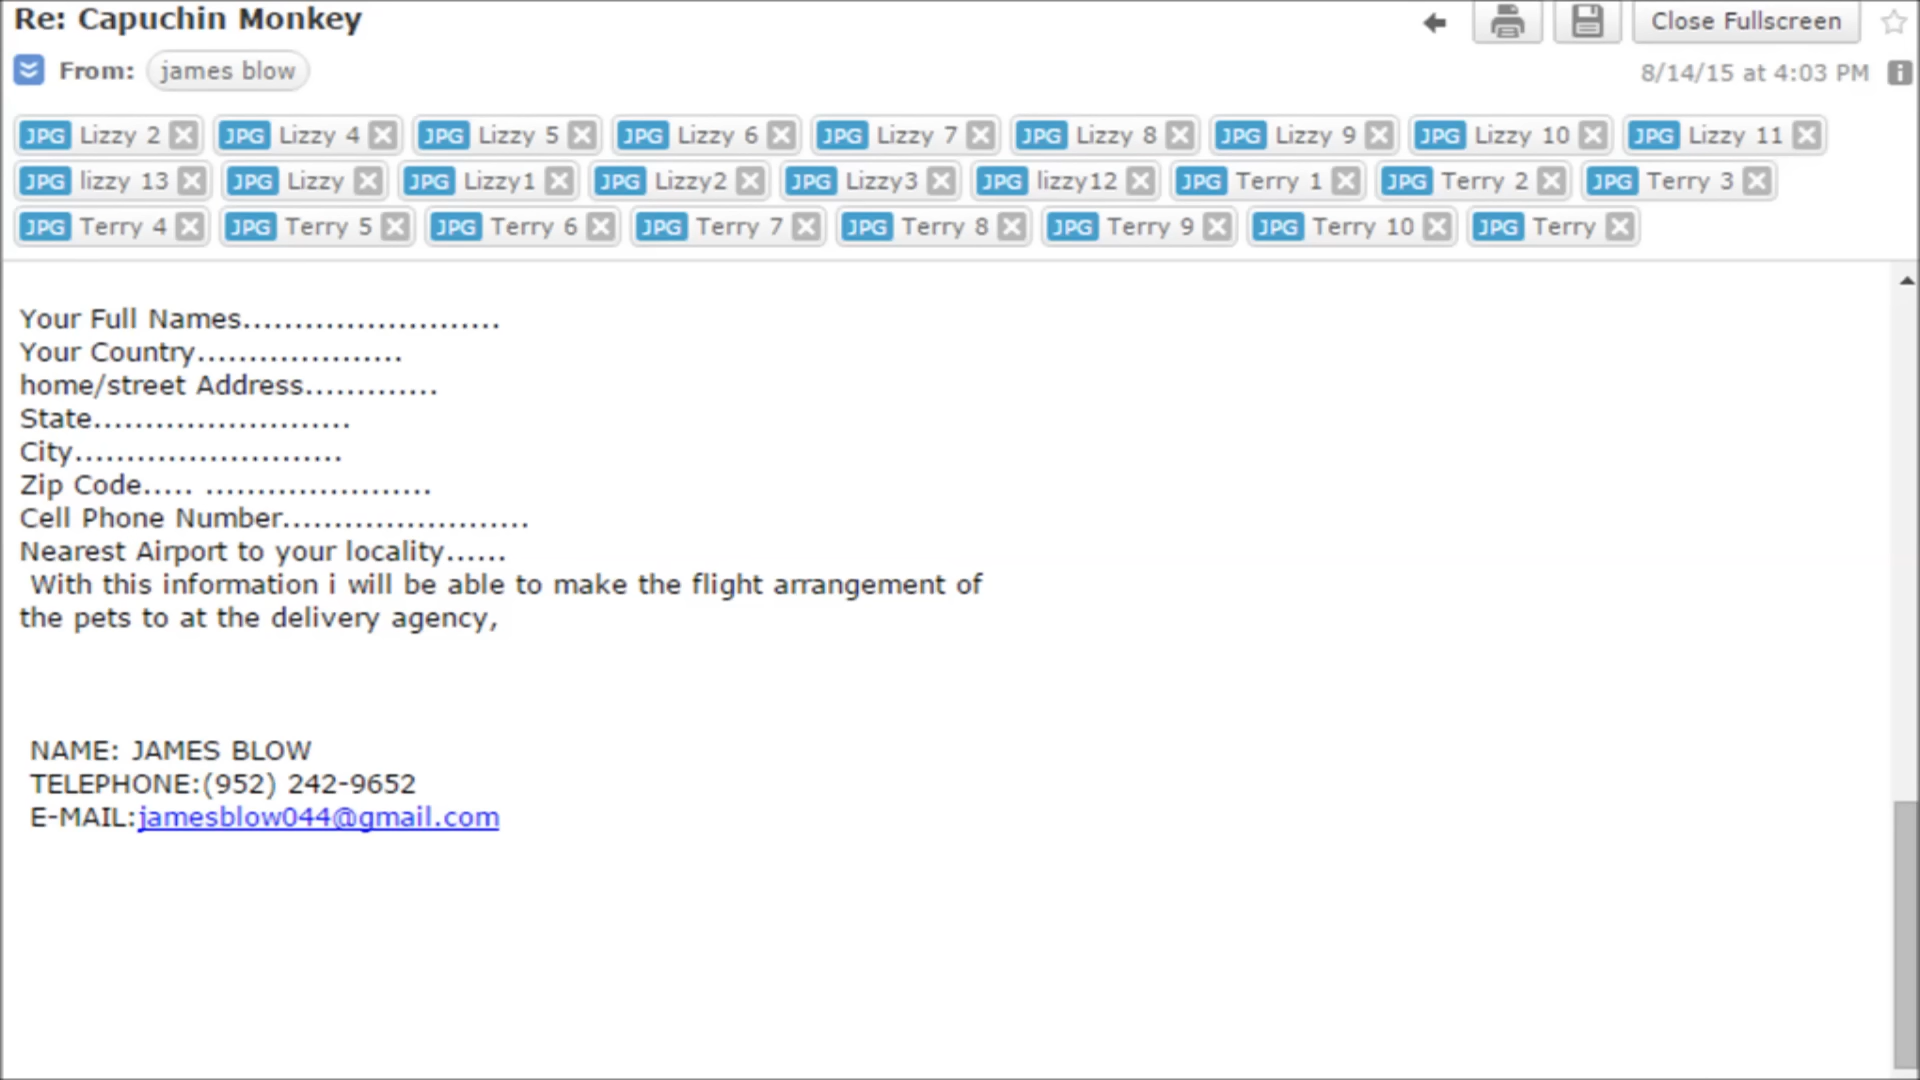 Re: Capuchin Monkey
Close Fullscreen
From: james blow
8/14/15 at 4:03 PM
JPG Lizzy 2 JPG Lizzy 4 JPG Lizzy 5 JPG Lizzy 6 JPG Lizzy 7 JPG Lizzy 8 JPG Lizzy 9 JPG Lizzy 10 JPG Lizzy 11
JPG lizzy 13 JPG Lizzy JPG Lizzy1 JPG Lizzy2 JPG Lizzy3 JPG lizzy12 JPG Terry 1 JPG Terry 2 JPG Terry 3
JPG Terry 4 JPG Terry 5 JPG Terry 6 JPG Terry 7 JPG Terry 8 JPG Terry 9 JPG Terry 10 JPG Terry
Your Full Names.........................
Your Country....................
home/street Address.............
State.........................
City..........................
Zip Code..... ......................
Cell Phone Number........................
Nearest Airport to your locality......
With this information i will be able to make the flight arrangement of
the pets to at the delivery agency,
NAME: JAMES BLOW
TELEPHONE:(952) 242-9652
E-MAIL:jamesblow044@gmail.com